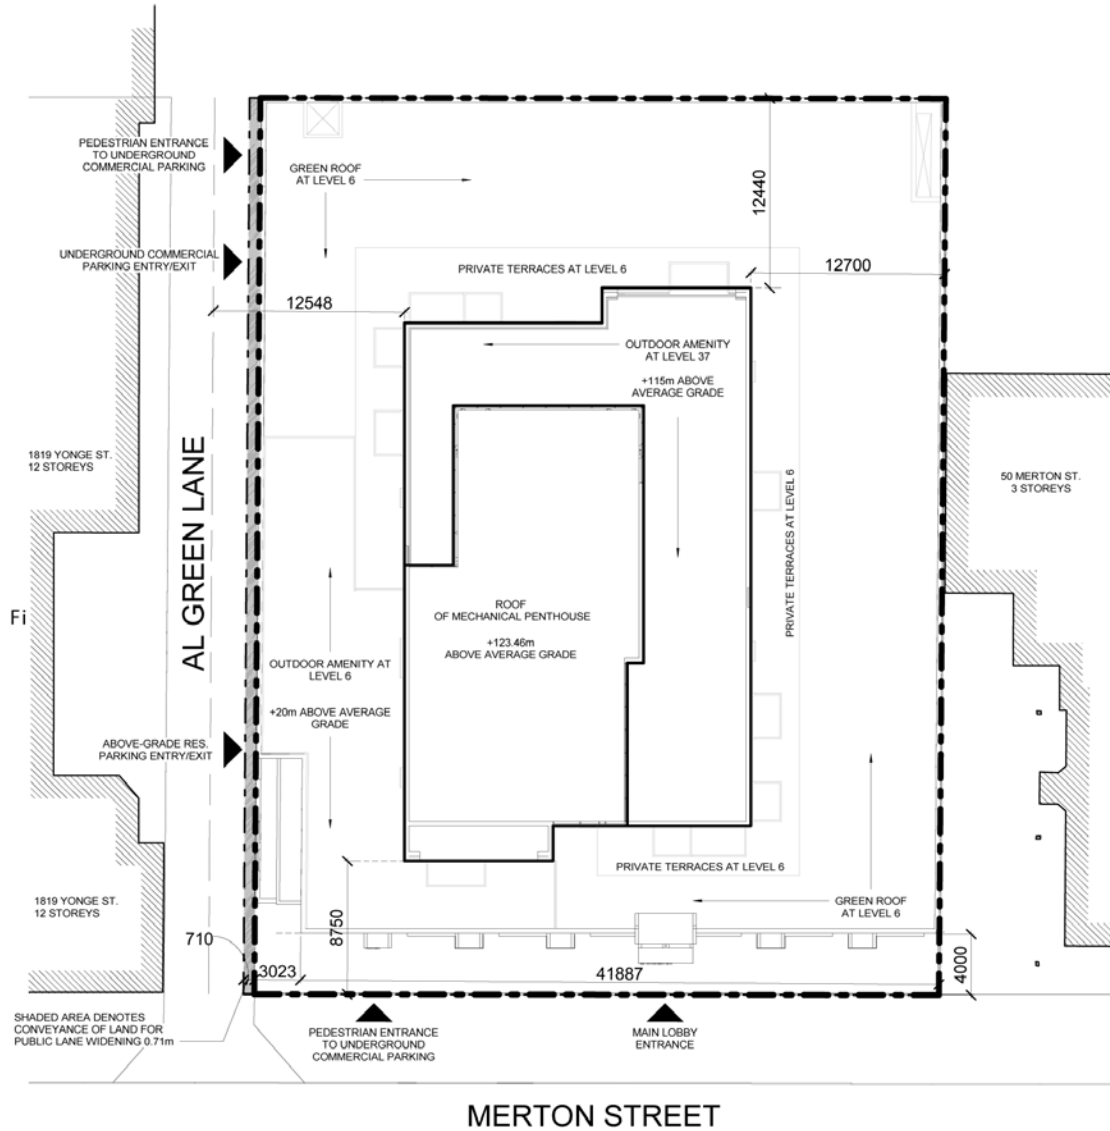 PEDESTRIAN ENTRANCE
TO UNDERGROUND
COMMERCIAL PARKING
GREEN ROOF
AT LEVEL 6
12440
UNDERGROUND COMMERCIAL
PARKING ENTRY/EXIT
PRIVATE TERRACES AT LEVEL 6
12700
12548
OUTDOOR AMENITY
AT LEVEL 37
+115m ABOVE
AVERAGE GRADE
1819 YONGE ST.
12 STOREYS
AL GREEN LANE
50 MERTON ST.
3 STOREYS
PRIVATE TERRACES AT LEVEL 6
Fi
ROOF
OF MECHANICAL PENTHOUSE
+123.46m
ABOVE AVERAGE GRADE
OUTDOOR AMENITY AT
LEVEL 6
+20m ABOVE AVERAGE
GRADE
ABOVE-GRADE RES.
PARKING ENTRY/EXIT
PRIVATE TERRACES AT LEVEL 6
1819 YONGE ST.
12 STOREYS
GREEN ROOF
AT LEVEL 6
8750
710
3023
41887
4000
SHADED AREA DENOTES
CONVEYANCE OF LAND FOR
PUBLIC LANE WIDENING 0.71m
PEDESTRIAN ENTRANCE
TO UNDERGROUND
COMMERCIAL PARKING
MAIN LOBBY
ENTRANCE
MERTON STREET